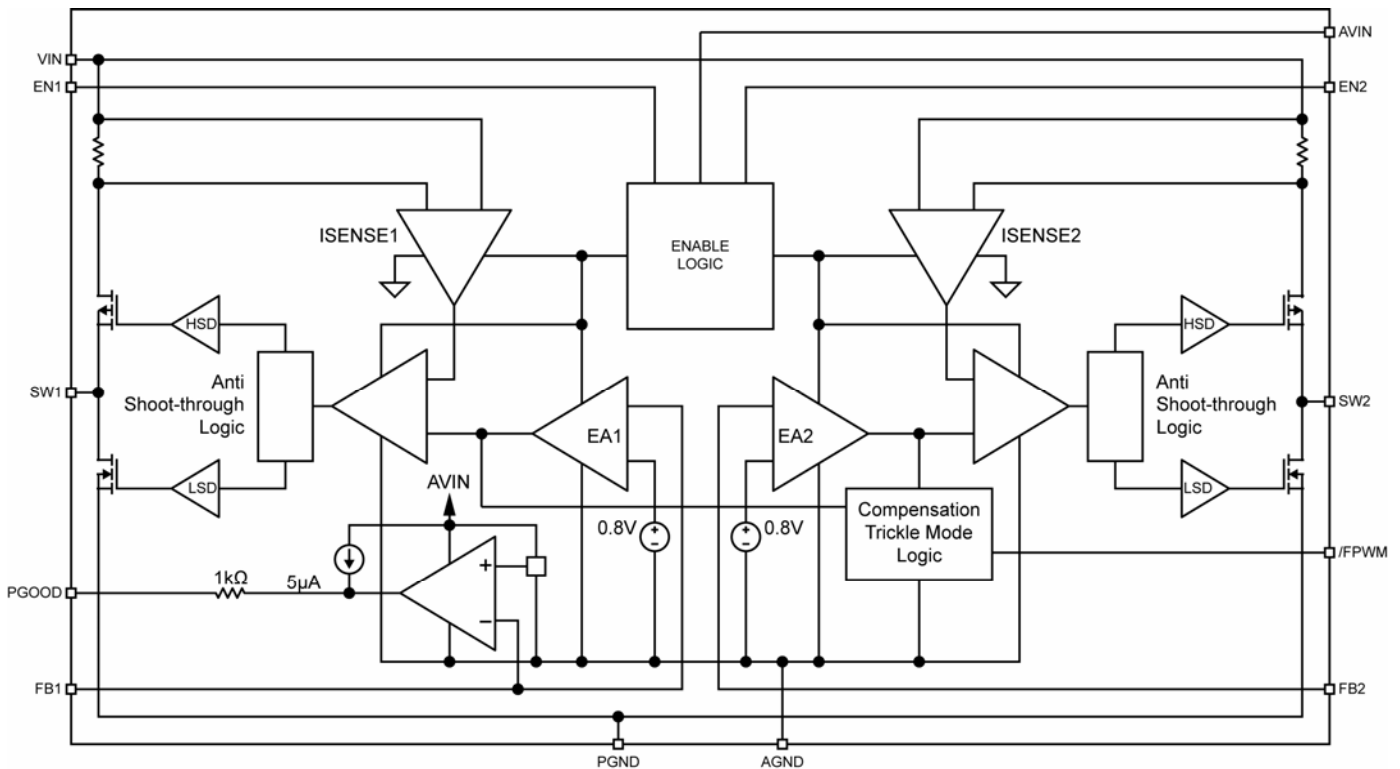 AVIN
VIN
EN1
EN2
ISENSE1
ENABLE
LOGIC
ISENSE2
HSD
HSD
SW1
Anti
Shoot-through
Logic
Anti
Shoot-through
Logic
SW2
EA1
EA2
LSD
LSD
AVIN
0.8V
0.8V
Compensation
Trickle Mode
Logic
/FPWM
PGOOD
1kΩ
5µA
FB1
FB2
PGND
AGND